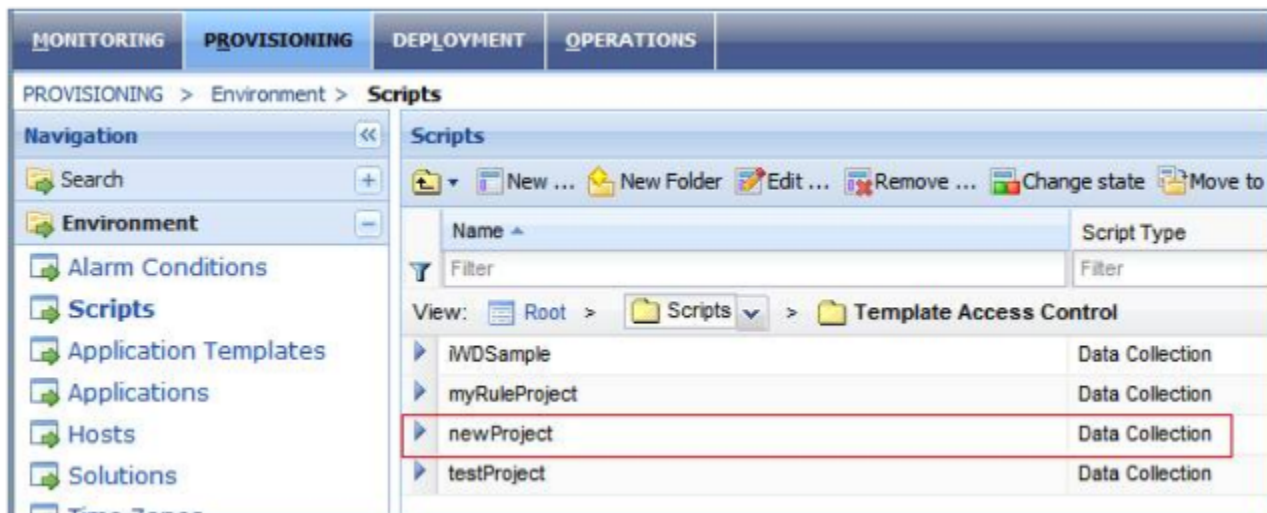 MONITORING PROVISIONING DEPLOYMENT OPERATIONS
PROVISIONING > Environment > Scripts
Navigation «
Search +
Environment −
Alarm Conditions
Scripts
Application Templates
Applications
Hosts
Solutions
Time Zones
Scripts
New ... New Folder Edit ... Remove ... Change state Move to
Name Script Type
Filter Filter
View: Root > Scripts > Template Access Control
iWDSample Data Collection
myRuleProject Data Collection
newProject Data Collection
testProject Data Collection